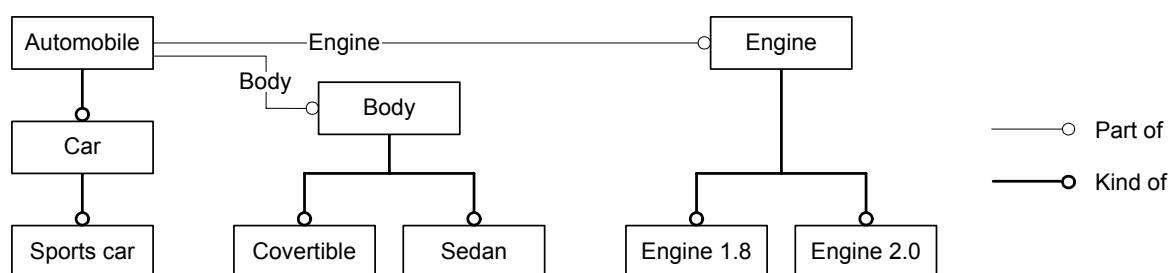 Automobile
Engine
Engine
Body
Body
Car
Part of
Kind of
Sports car
Covertible
Sedan
Engine 1.8
Engine 2.0